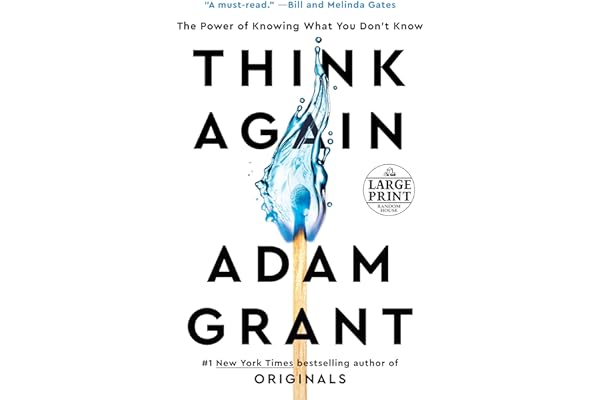 "A must-read." —Bill and Melinda Gates
The Power of Knowing What You Don't Know
THINK
AGAIN
LARGE
PRINT
RANDOM
HOUSE
ADAM
GRANT
#1 New York Times bestselling author of
ORIGINALS